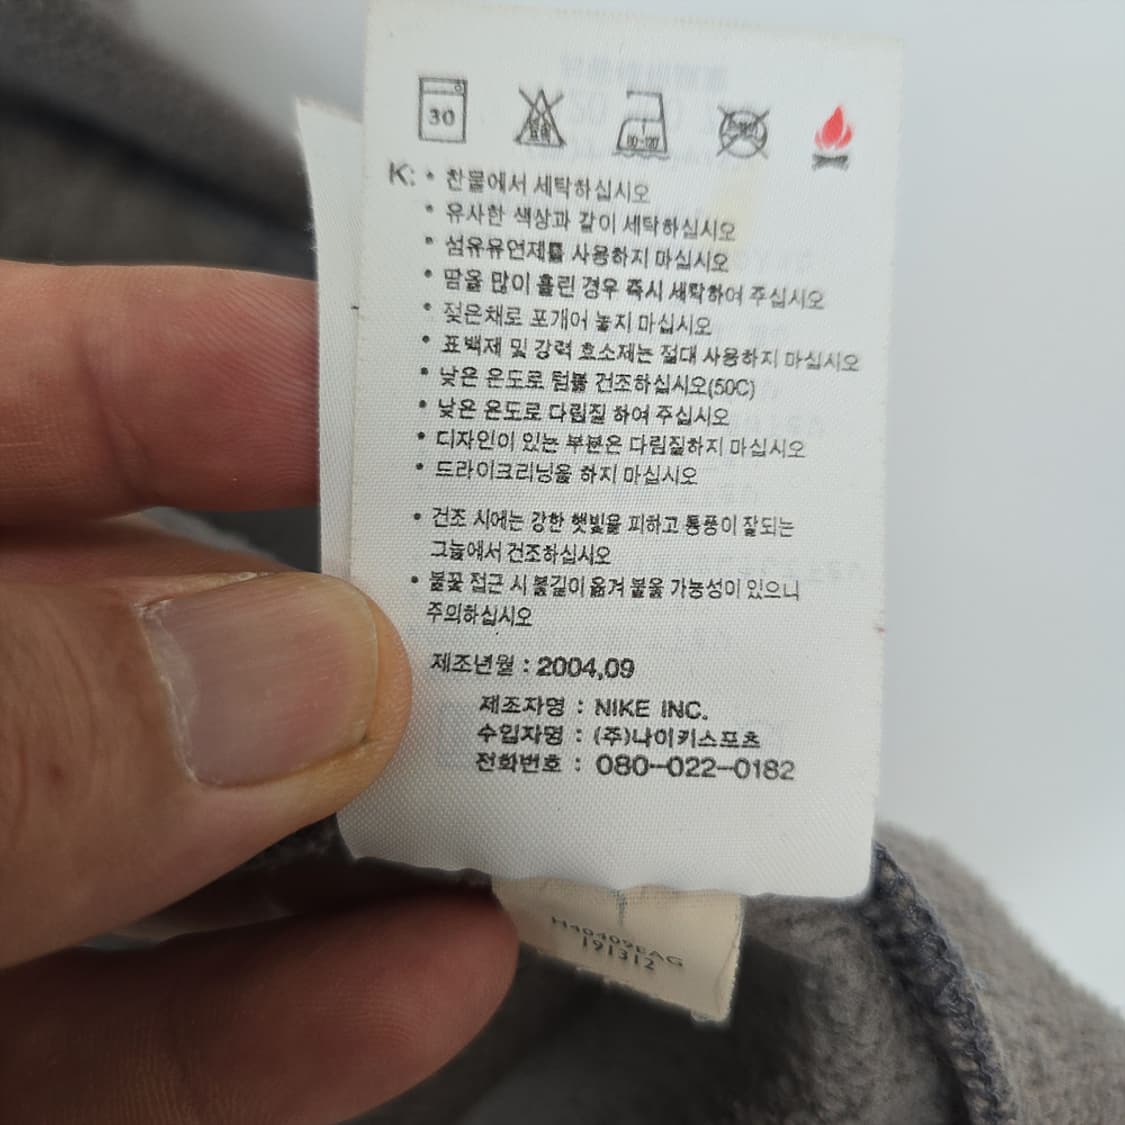 30
80-120°
K: • 찬물에서 세탁하십시오
• 유사한 색상과 같이 세탁하십시오
• 섬유유연제를 사용하지 마십시오
• 땀을 많이 흘린 경우 즉시 세탁하여 주십시오
• 젖은채로 포개어 놓지 마십시오
• 표백제 및 강력 효소제는 절대 사용하지 마십시오
• 낮은 온도로 텀블 건조하십시오(50C)
• 낮은 온도로 다림질 하여 주십시오
• 디자인이 있는 부분은 다림질하지 마십시오
• 드라이크리닝을 하지 마십시오
• 건조 시에는 강한 햇빛을 피하고 통풍이 잘되는
그늘에서 건조하십시오
• 불꽃 접근 시 불길이 옮겨 붙을 가능성이 있으니
주의하십시오
제조년월 : 2004.09
제조자명 : NIKE INC.
수입자명 : (주)나이키스포츠
전화번호 : 080-022-0182
H40409EAG
191312